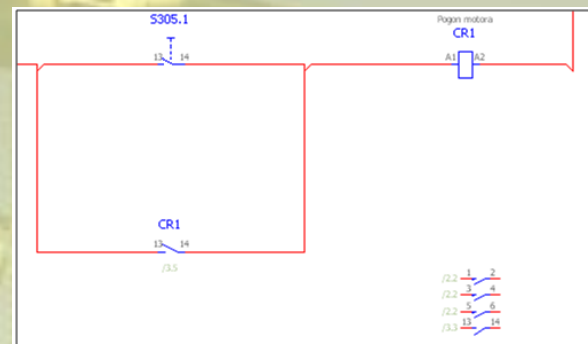 S305.1
Pogon motora
CR1
13 14
A1 A2
CR1
13 14
/3.5
/2.2 1 2
/2.2 3 4
/2.2 5 6
/3.3 13 14